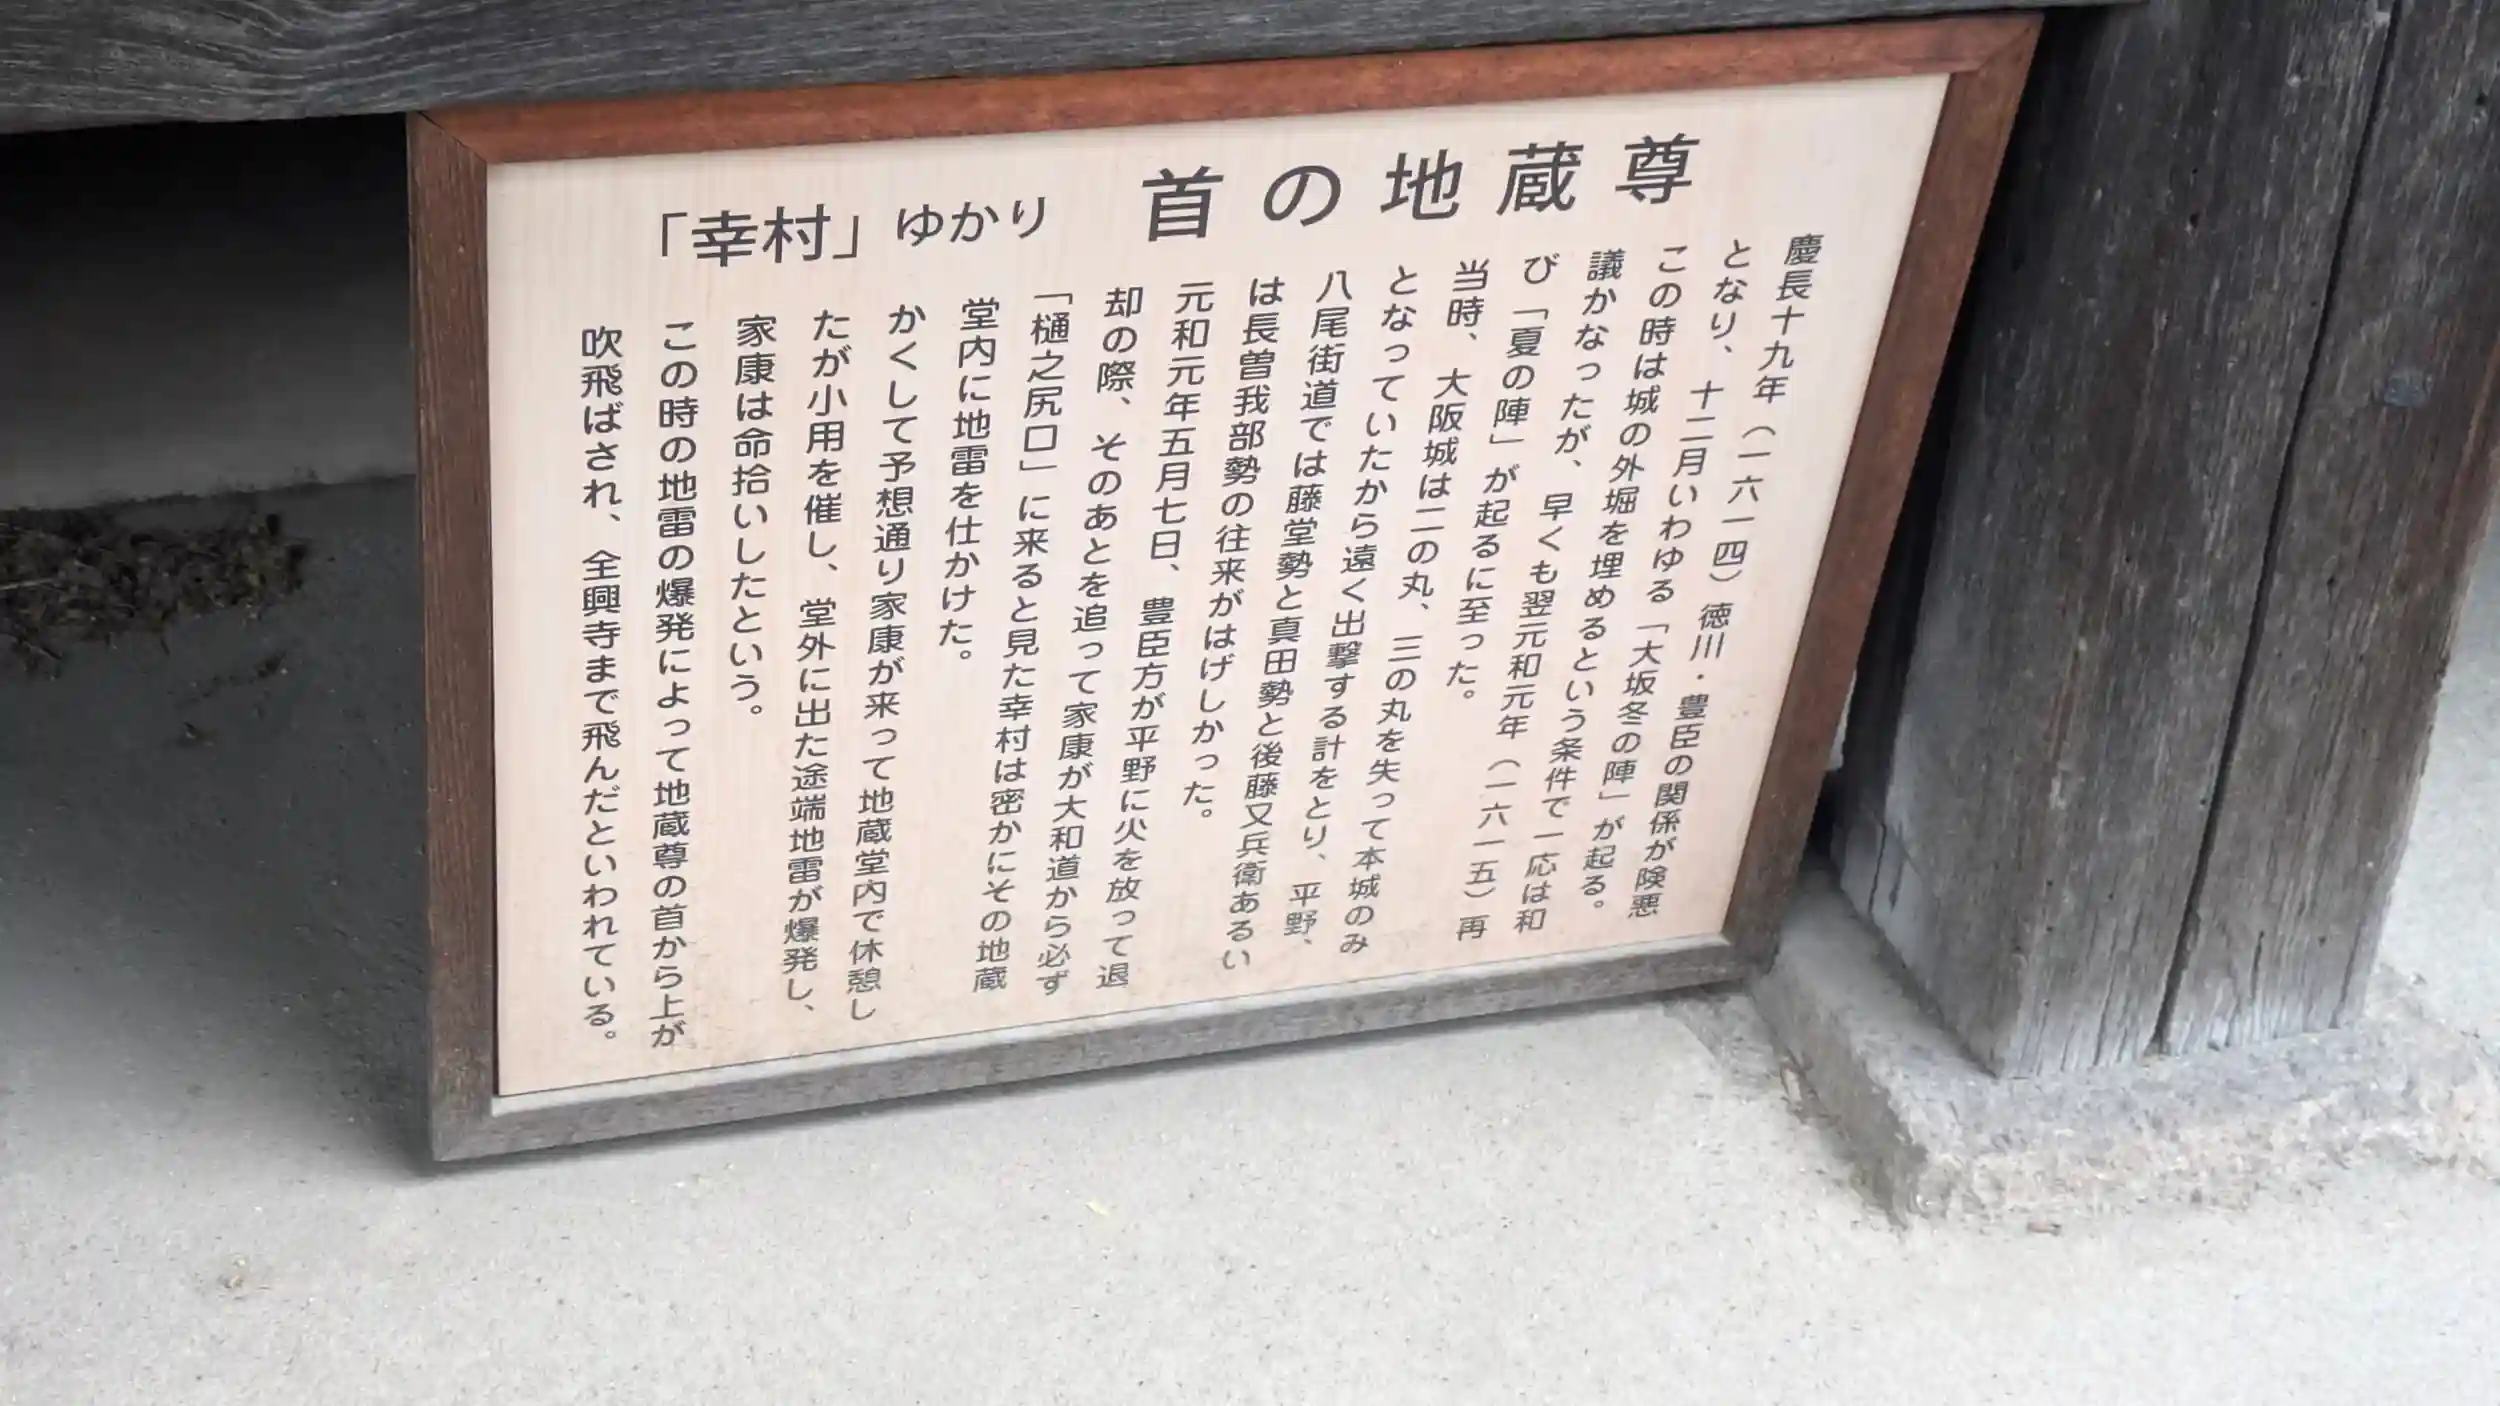 「幸村」ゆかり 首の地蔵尊
慶長十九年（一六一四）徳川・豊臣の関係が険悪
となり、十二月いわゆる「大坂冬の陣」が起る。
この時は城の外堀を埋めるという条件で一応は和
議かなったが、早くも翌元和元年（一六一五）再
び「夏の陣」が起るに至った。
当時、大阪城は二の丸、三の丸を失って本城のみ
となっていたから遠く出撃する計をとり、平野、
八尾街道では藤堂勢と真田勢と後藤又兵衛あるい
は長曽我部勢の往来がはげしかった。
元和元年五月七日、豊臣方が平野に火を放って退
却の際、そのあとを追って家康が大和道から必ず
「樋之尻口」に来ると見た幸村は密かにその地蔵
堂内に地雷を仕かけた。
かくして予想通り家康が来って地蔵堂内で休憩し
たが小用を催し、堂外に出た途端地雷が爆発し、
家康は命拾いしたという。
この時の地雷の爆発によって地蔵尊の首から上が
吹飛ばされ、全興寺まで飛んだといわれている。